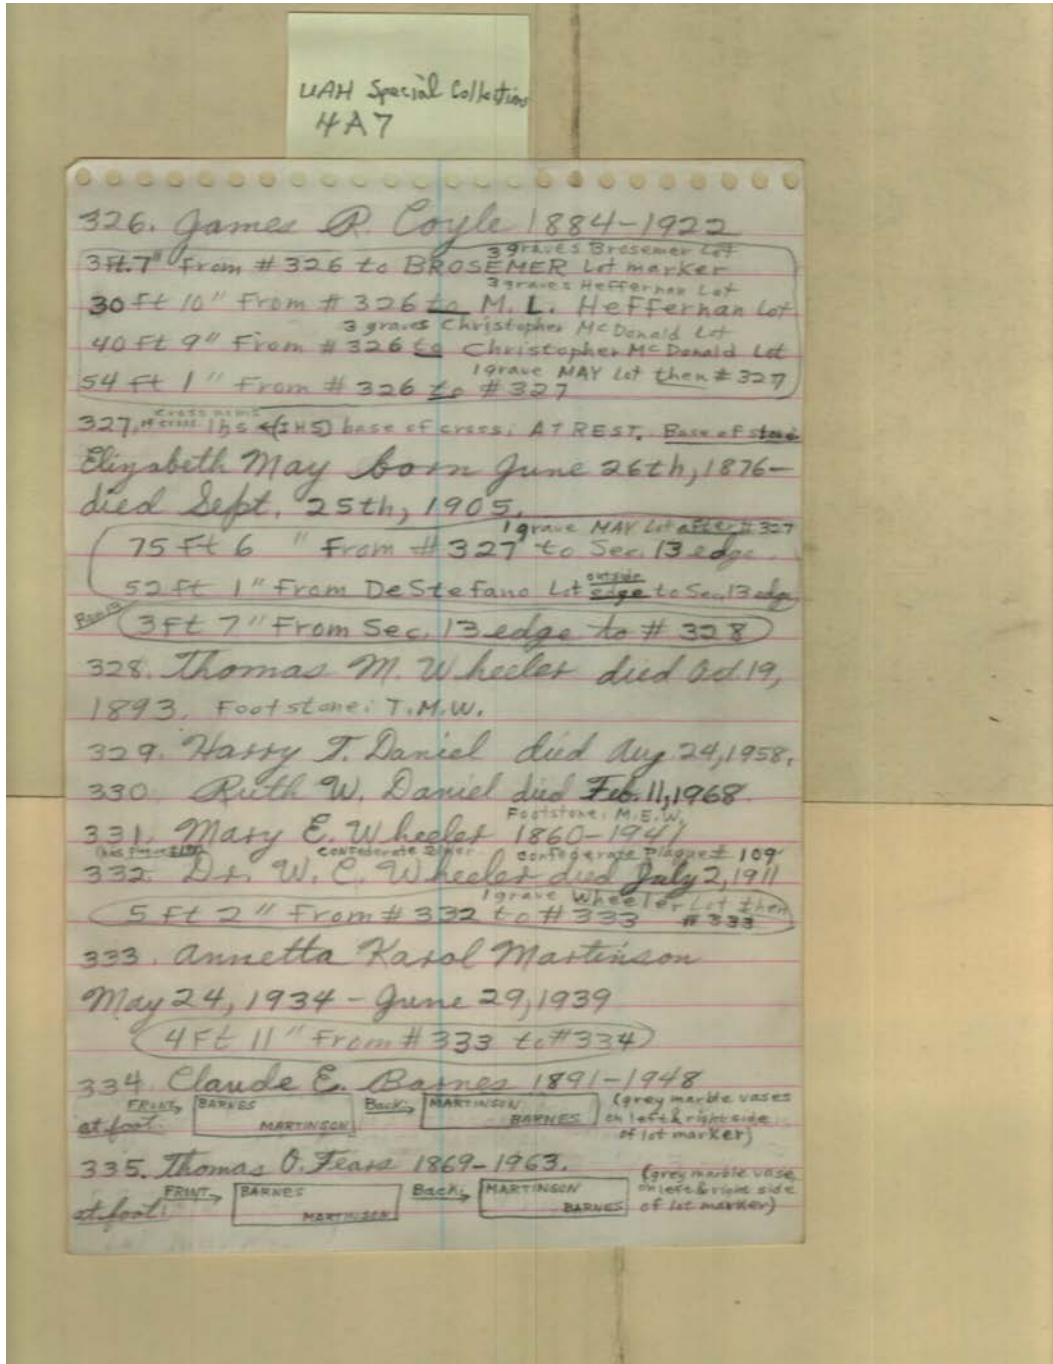 UAH Special Collections
4A7
326. James R. Coyle 1884-1922
3 graves Brosemer Lot
3 Ft. 7" From # 326 to BROSEMER Lot marker
3 graves Heffernan Lot
30 Ft 10" From # 326 to M. L. Heffernan Lot
3 graves Christopher McDonald Lot
40 Ft 9" From # 326 to Christopher McDonald Lot
1 grave MAY Lot then # 327
54 Ft 1" From # 326 to # 327
cross arms
327. of cross Ihs (IHS) base of cross: AT REST. Base of stone
Elizabeth May born June 26th, 1876-
died Sept. 25th, 1905.
1 grave MAY Lot after # 327
75 Ft 6 " From # 327 to Sec. 13 edge
outside
52 Ft 1" From DeStefano Lot edge to Sec. 13 edge
3 Ft 7" From Sec. 13 edge to # 328
328. Thomas M. Wheeler died Oct. 19,
1893. Footstone: T.M.W.
329. Harry T. Daniel died Aug. 24, 1958.
330. Ruth W. Daniel died Feb. 11, 1968.
Footstone: M.E.W.
331. Mary E. Wheeler 1860-1947
Confederate Confederate Plaque # 109
332. Dr. W. C. Wheeler died July 2, 1911
1 grave Wheeler Lot then
5 Ft 2" From # 332 to # 333 # 333
333. Annetta Karol Martinson
May 24, 1934 - June 29, 1939
4 Ft 11" From # 333 to # 334
334. Claude E. Barnes 1891-1948
at foot: FRONT BARNES MARTINSON Back: MARTINSON BARNES (grey marble vases
on left & right side
of lot marker)
335. Thomas O. Fears 1869-1963.
at foot: FRONT BARNES MARTINSON Back: MARTINSON BARNES (grey marble vase
on left & right side
of lot marker)